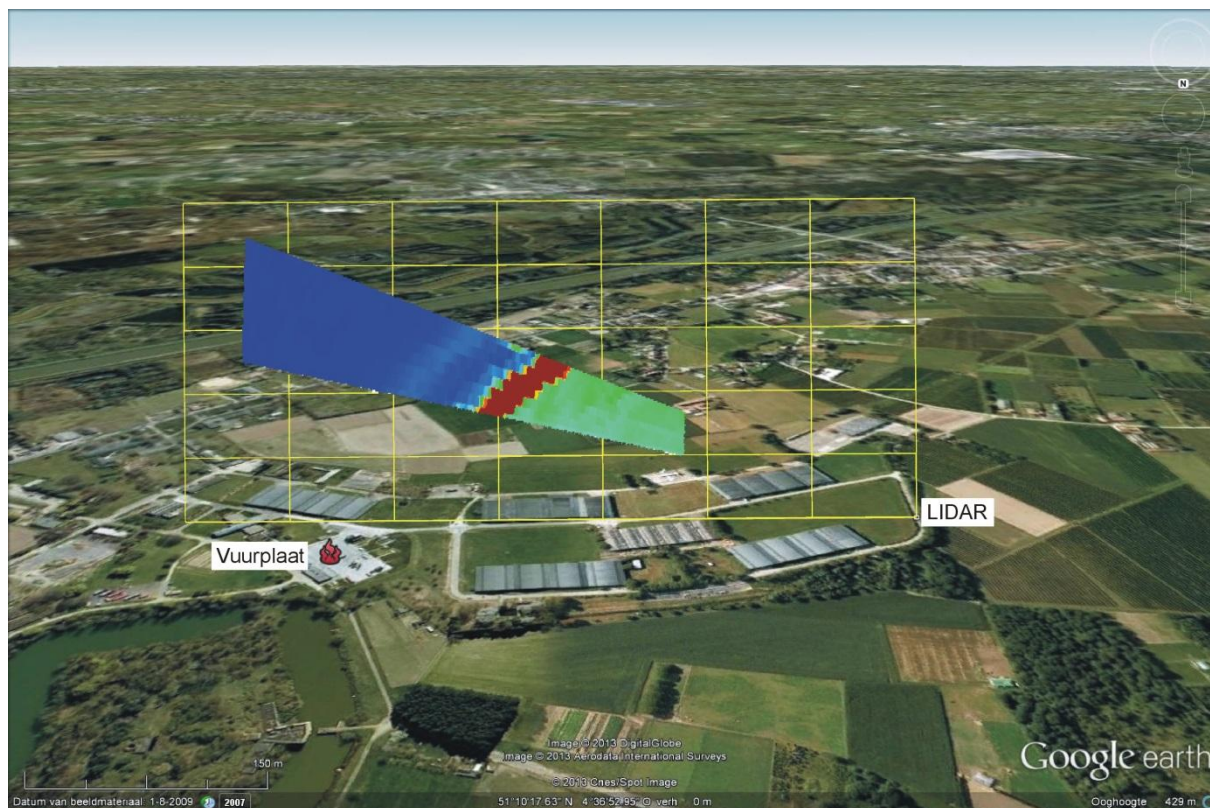 N
LIDAR
Vuurplaat
Image © 2013 DigitalGlobe
Image © 2013 Aerodata International Surveys
© 2013 Cnes/Spot Image
Google earth
150 m
Datum van beeldmateriaal 1-8-2009 2007 51°10'17.63" N 4°36'52.95" O verh 0 m Ooghoogte 429 m